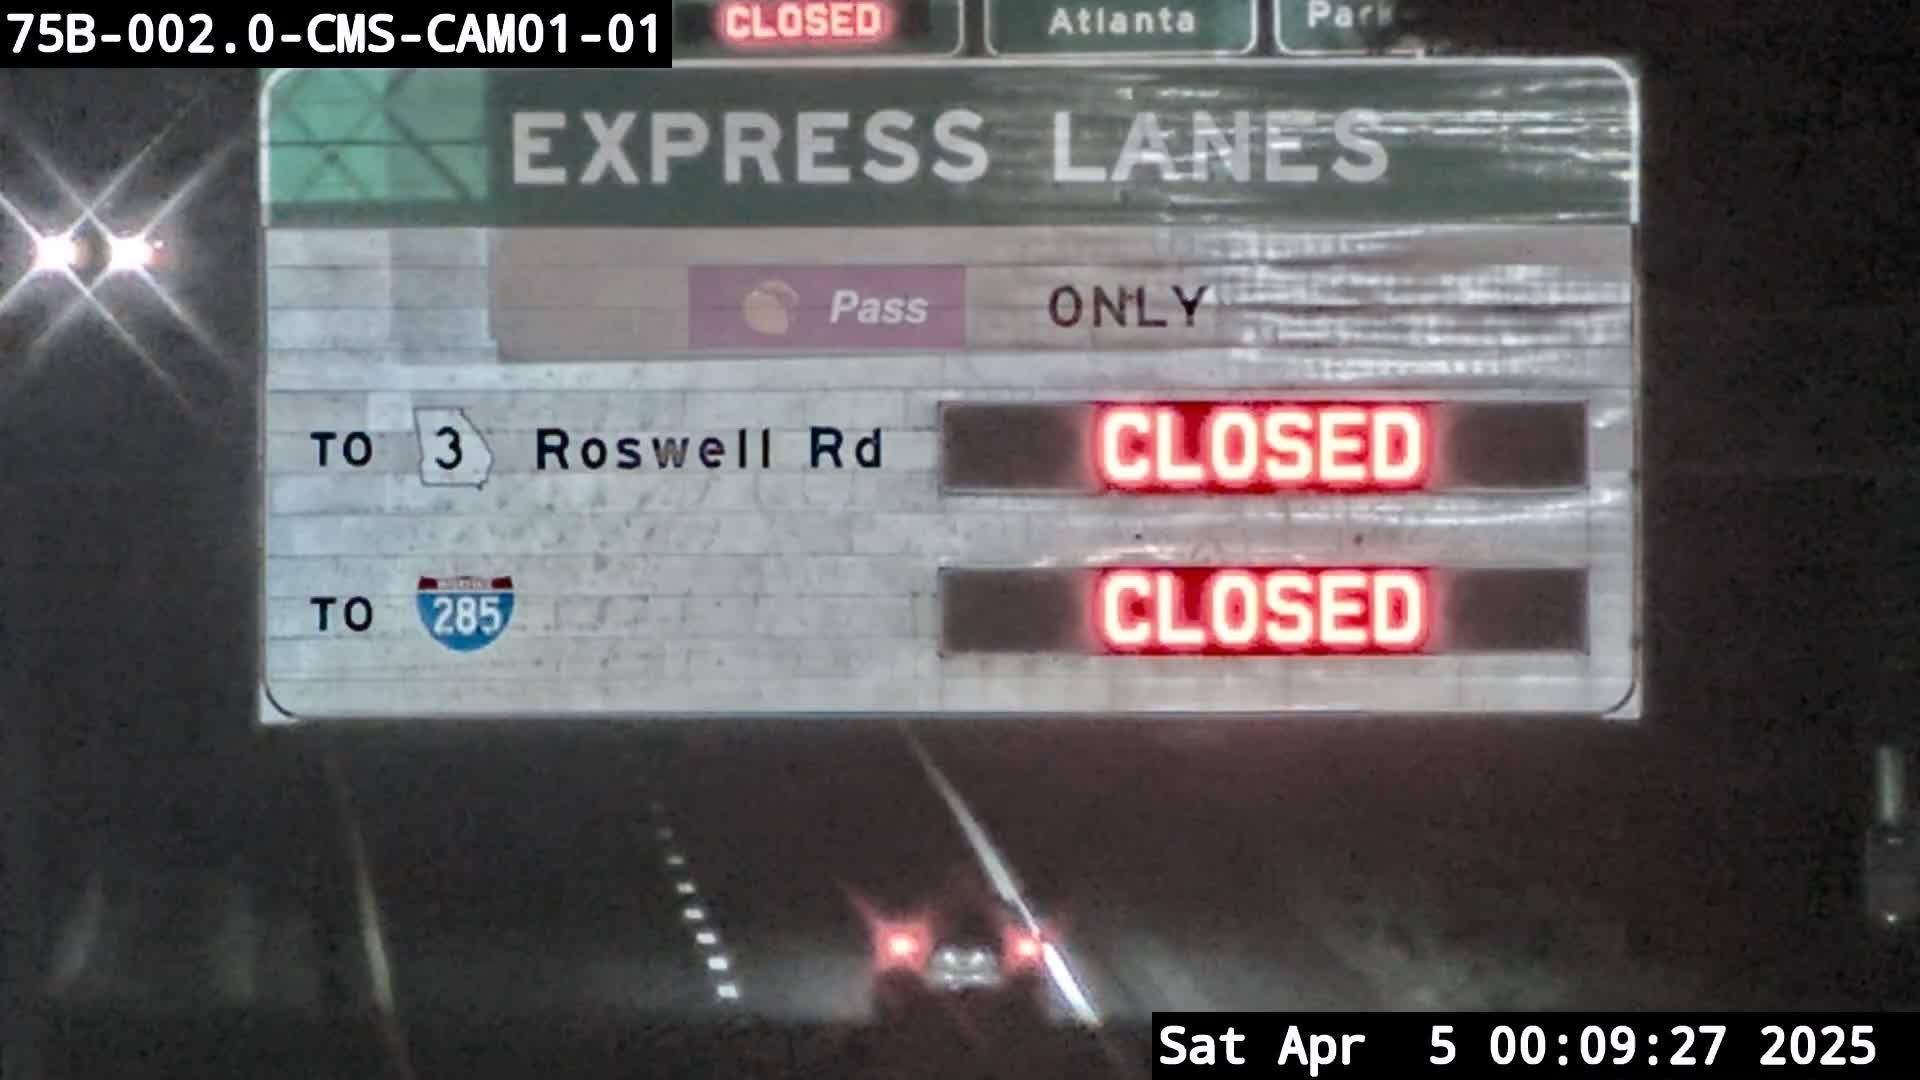 75B-002.0-CMS-CAM01-01
CLOSED
Atlanta
Park
EXPRESS LANES
Pass ONLY
TO 3 Roswell Rd CLOSED
TO 285 CLOSED
Sat Apr 5 00:09:27 2025